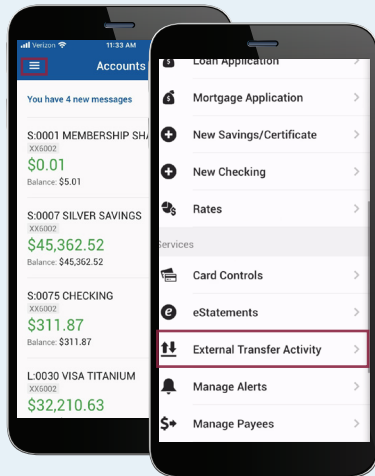 Verizon
11:33 AM
Accounts
You have 4 new messages
S:0001 MEMBERSHIP SHA
XX6002
$0.01
Balance: $5.01
S:0007 SILVER SAVINGS
XX6002
$45,362.52
Balance: $45,362.52
S:0075 CHECKING
XX6002
$311.87
Balance: $311.87
L:0030 VISA TITANIUM
XX6002
$32,210.63
Loan Application
Mortgage Application
New Savings/Certificate
New Checking
Rates
Services
Card Controls
e eStatements
External Transfer Activity
Manage Alerts
Manage Payees